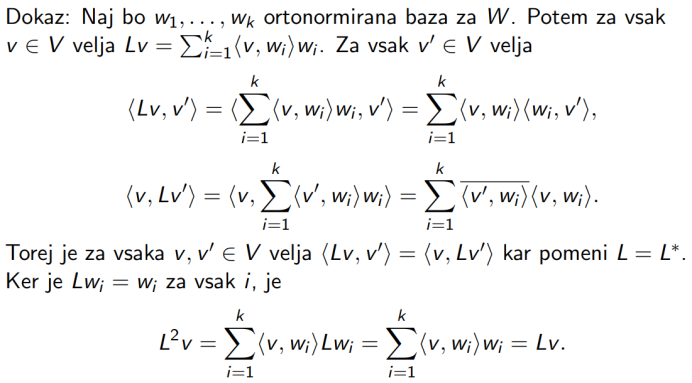 Dokaz: Naj bo $w_1, \ldots, w_k$ ortonormirana baza za $W$. Potem za vsak
$v \in V$ velja $Lv = \sum_{i=1}^{k} \langle v, w_i \rangle w_i$. Za vsak $v' \in V$ velja
$$\langle Lv, v' \rangle = \langle \sum_{i=1}^{k} \langle v, w_i \rangle w_i, v' \rangle = \sum_{i=1}^{k} \langle v, w_i \rangle \langle w_i, v' \rangle,$$
$$\langle v, Lv' \rangle = \langle v, \sum_{i=1}^{k} \langle v', w_i \rangle w_i \rangle = \sum_{i=1}^{k} \overline{\langle v', w_i \rangle} \langle v, w_i \rangle.$$
Torej je za vsaka $v, v' \in V$ velja $\langle Lv, v' \rangle = \langle v, Lv' \rangle$ kar pomeni $L = L^*$.
Ker je $Lw_i = w_i$ za vsak $i$, je
$$L^2 v = \sum_{i=1}^{k} \langle v, w_i \rangle Lw_i = \sum_{i=1}^{k} \langle v, w_i \rangle w_i = Lv.$$